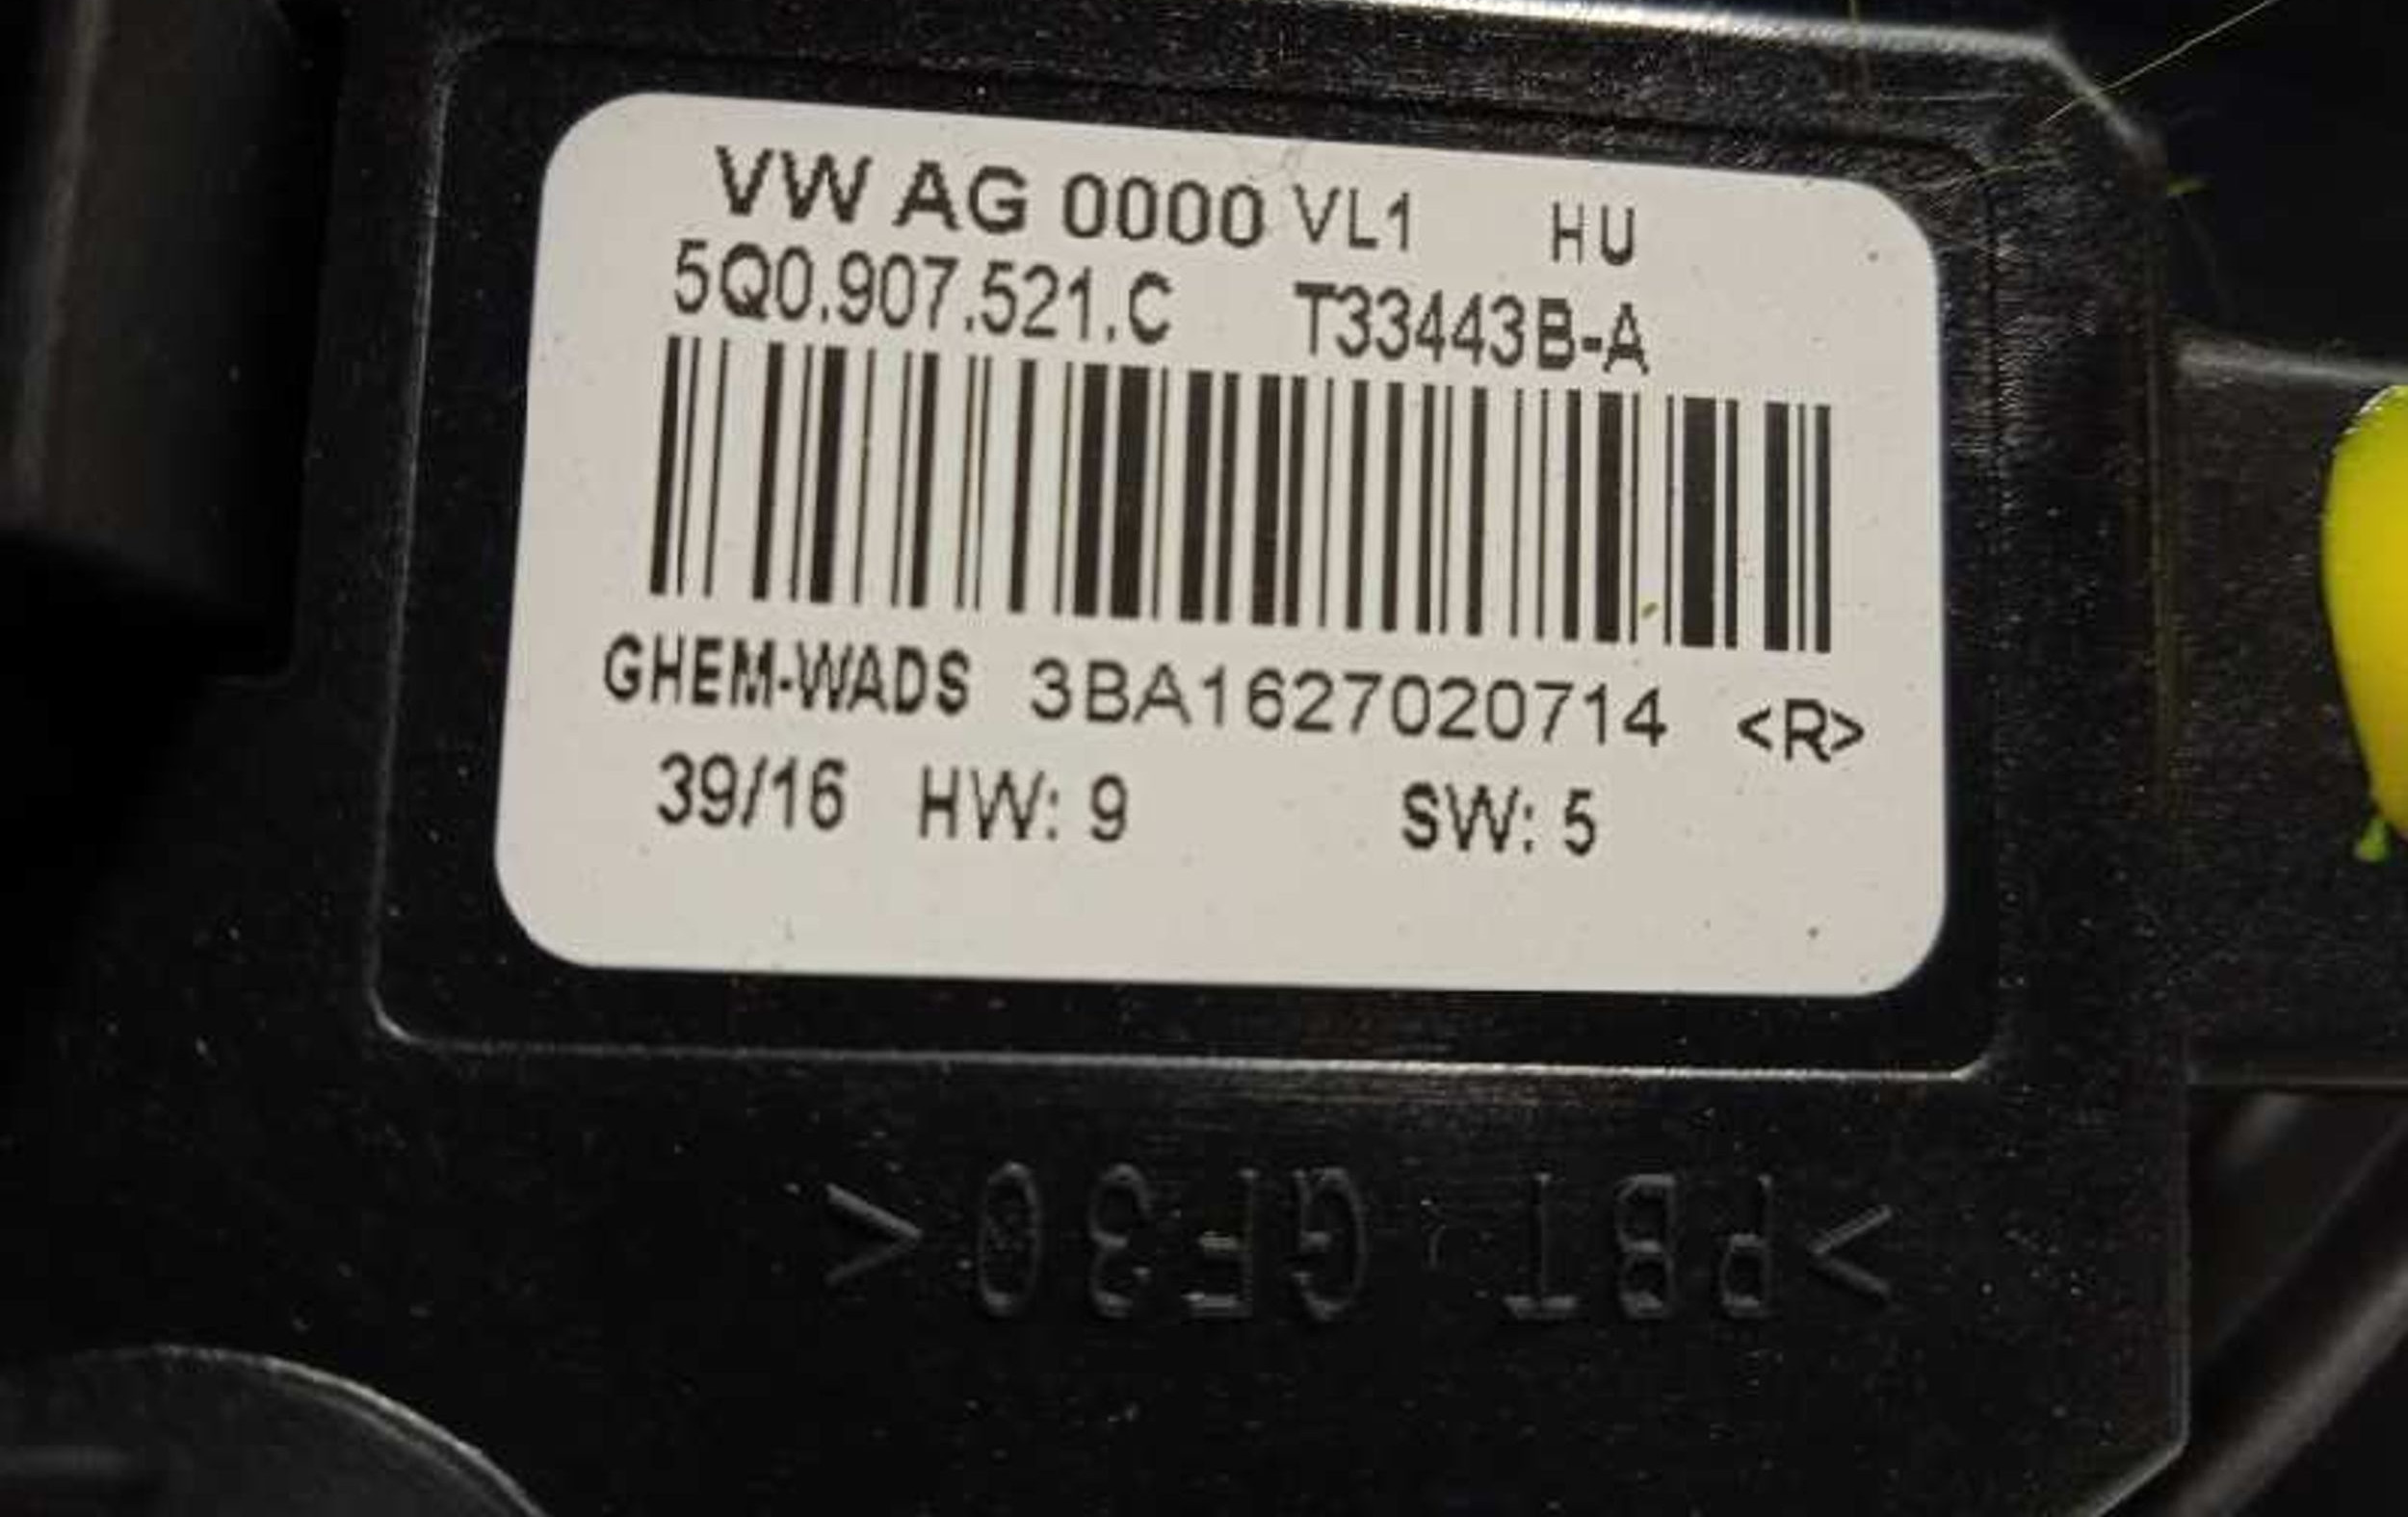 VW AG 0000 VL1 HU
5Q0.907.521.C T33443B-A
GHEM-WADS 3BA1627020714 <R>
39/16 HW: 9 SW: 5
>PBT GF30<